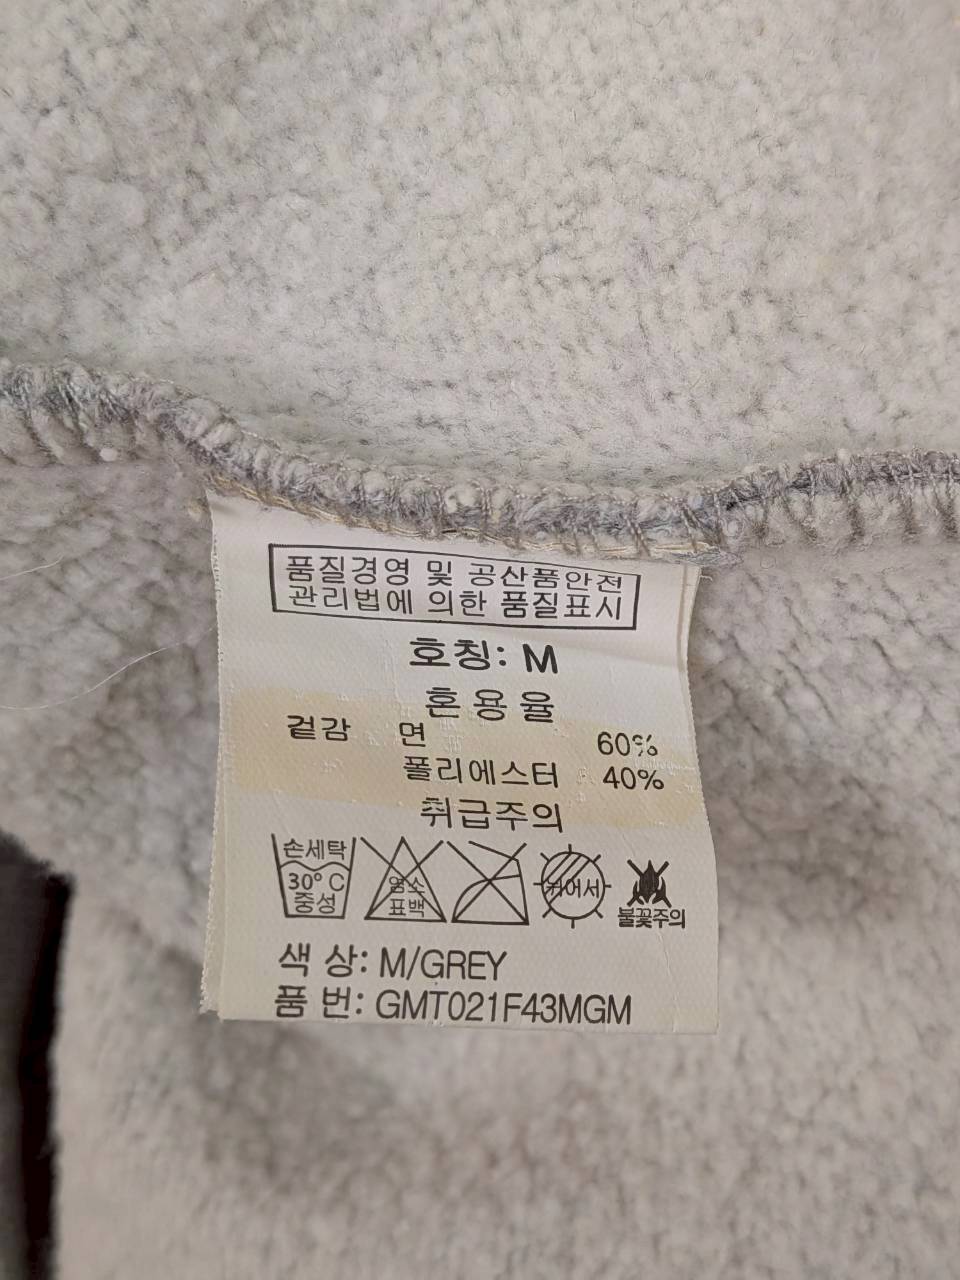 품질경영 및 공산품안전
관리법에 의한 품질표시
호칭: M
혼용율
겉감 면 60%
폴리에스터 40%
취급주의
손세탁
30°C
중성
염소
표백
뉘어서
불꽃주의
색 상: M/GREY
품 번: GMT021F43MGM